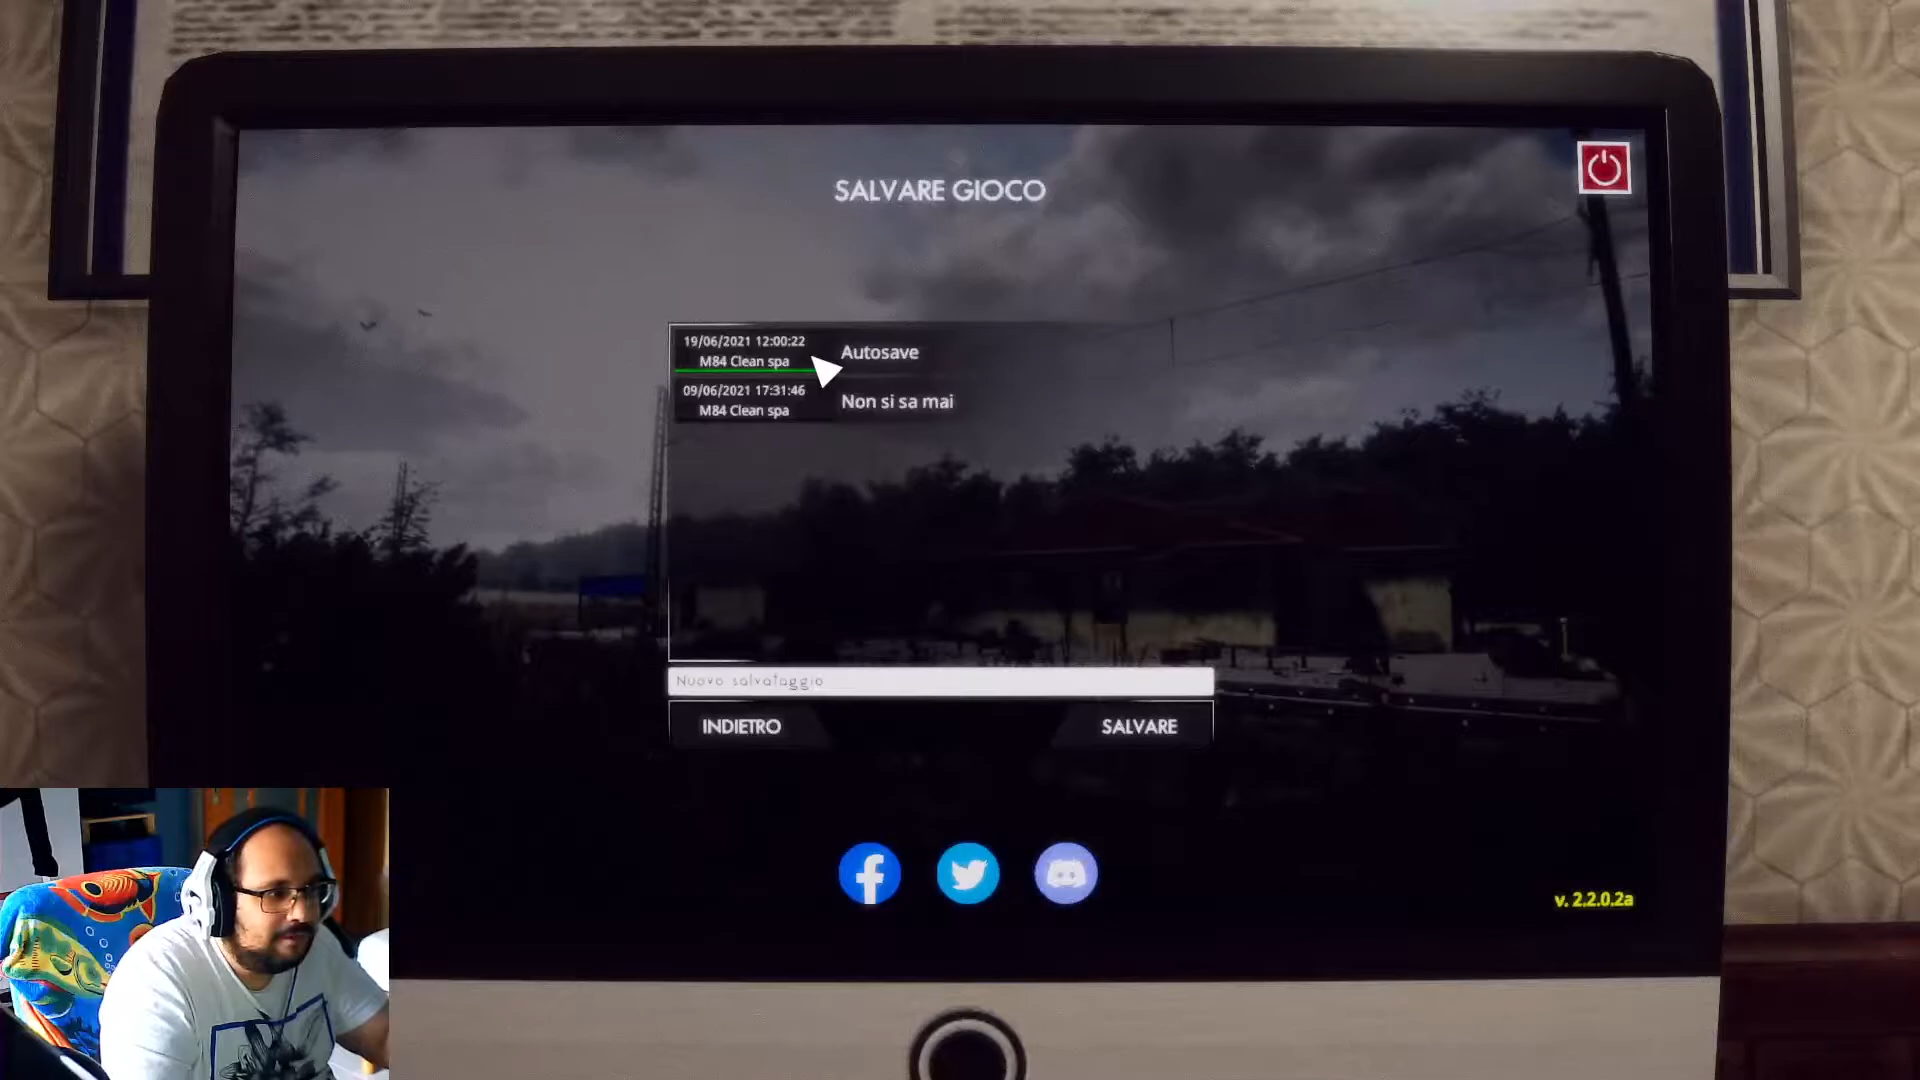 SALVARE GIOCO
19/06/2021 12:00:22
M84 Clean spa
Autosave
09/06/2021 17:31:46
M84 Clean spa
Non si sa mai
Nuovo salvataggio
INDIETRO
SALVARE
v. 2.2.0.2a